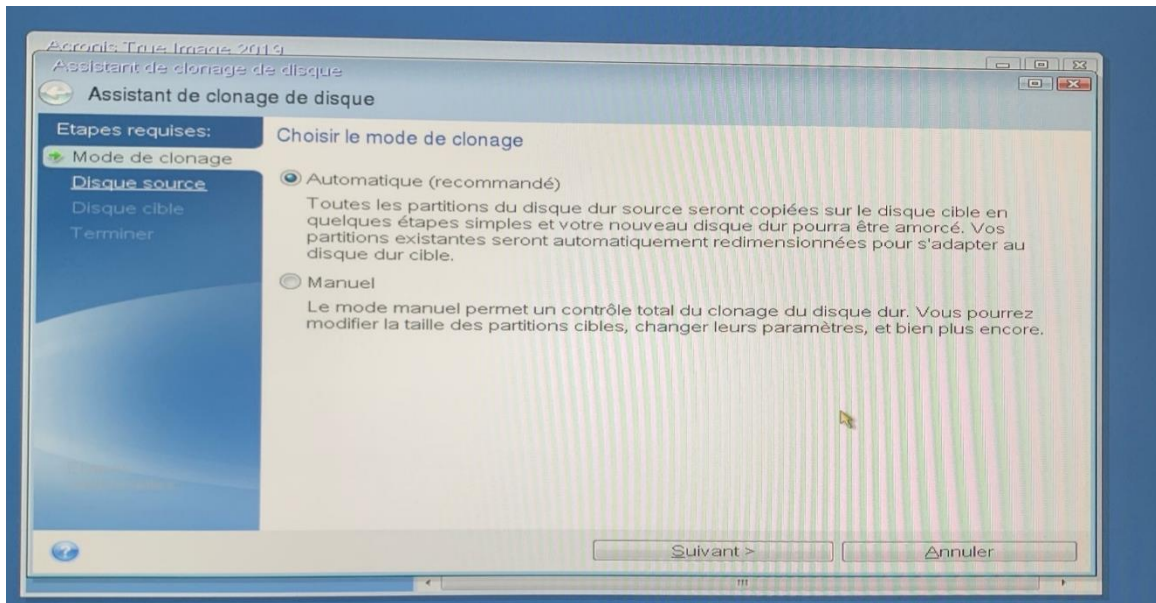 Acronis True Image 2019
Assistant de clonage de disque
Assistant de clonage de disque
Etapes requises:
Mode de clonage
Disque source
Disque cible
Terminer
Choisir le mode de clonage
Automatique (recommandé)
Toutes les partitions du disque dur source seront copiées sur le disque cible en
quelques étapes simples et votre nouveau disque dur pourra être amorcé. Vos
partitions existantes seront automatiquement redimensionnées pour s'adapter au
disque dur cible.
Manuel
Le mode manuel permet un contrôle total du clonage du disque dur. Vous pourrez
modifier la taille des partitions cibles, changer leurs paramètres, et bien plus encore.
Suivant >
Annuler